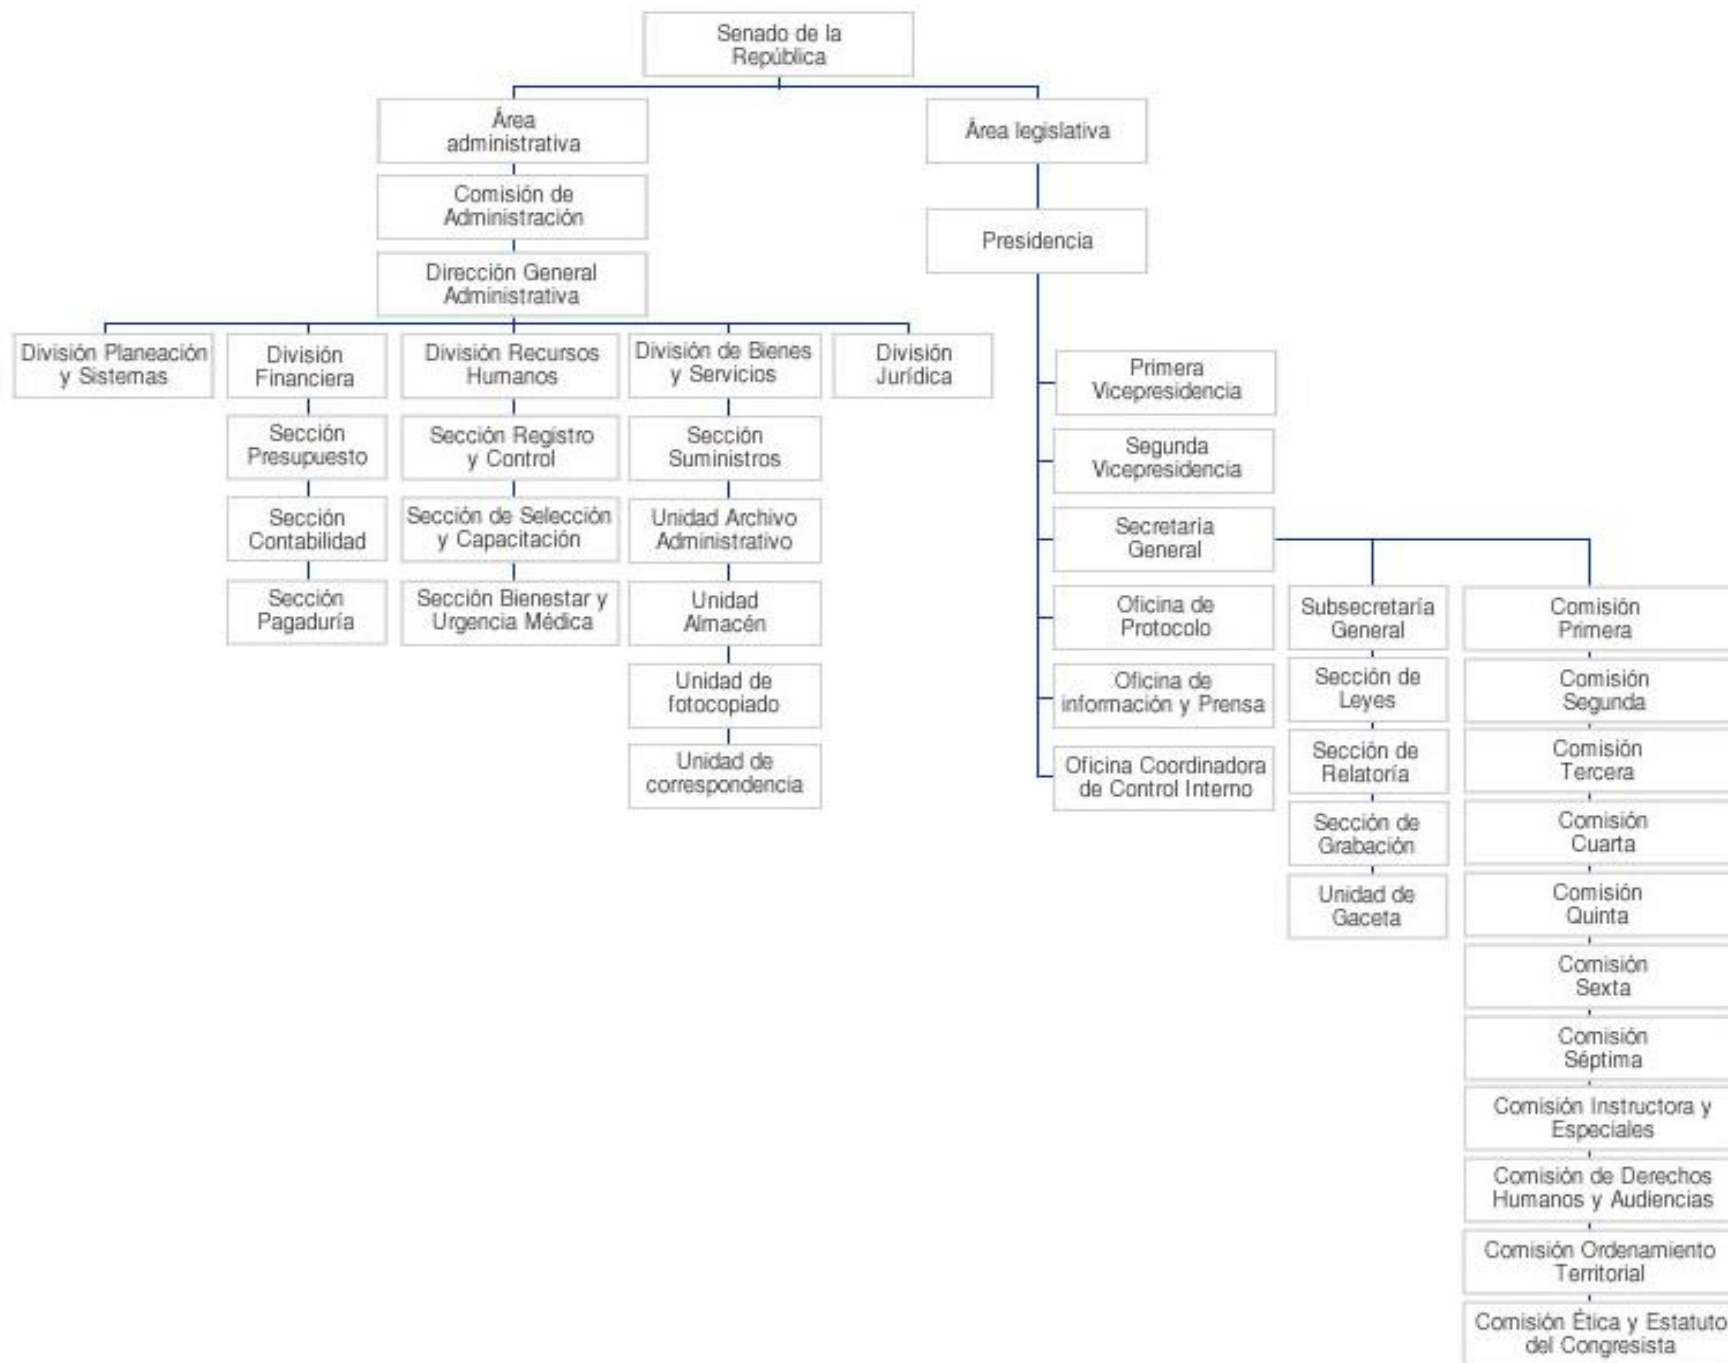 Senado de la
República
Área
administrativa
Área legislativa
Comisión de
Administración
Presidencia
Dirección General
Administrativa
División Planeación
y Sistemas
División
Financiera
División Recursos
Humanos
División de Bienes
y Servicios
División
Jurídica
Sección
Presupuesto
Sección
Contabilidad
Sección
Pagaduría
Sección Registro
y Control
Sección de Selección
y Capacitación
Sección Bienestar y
Urgencia Médica
Sección
Suministros
Unidad Archivo
Administrativo
Unidad
Almacén
Unidad de
fotocopiado
Unidad de
correspondencia
Primera
Vicepresidencia
Segunda
Vicepresidencia
Secretaria
General
Oficina de
Protocolo
Oficina de
información y Prensa
Oficina Coordinadora
de Control Interno
Subsecretaría
General
Sección de
Leyes
Sección de
Relatoría
Sección de
Grabación
Unidad de
Gaceta
Comisión
Primera
Comisión
Segunda
Comisión
Tercera
Comisión
Cuarta
Comisión
Quinta
Comisión
Sexta
Comisión
Séptima
Comisión Instructora y
Especiales
Comisión de Derechos
Humanos y Audiencias
Comisión Ordenamiento
Territorial
Comisión Ética y Estatuto
del Congresista